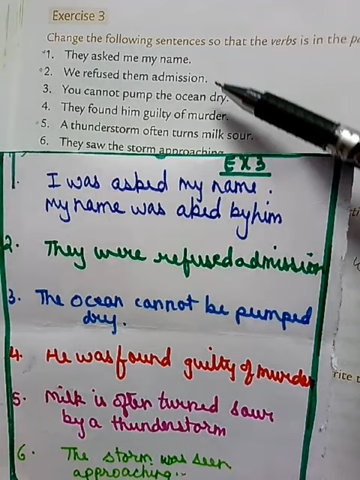 Exercise 3
Change the following sentences so that the verbs is in the pa
*1. They asked me my name.
*2. We refused them admission.
3. You cannot pump the ocean dry.
4. They found him guilty of murder.
*5. A thunderstorm often turns milk sour.
6. They saw the storm approaching
EX 3
1. I was asked my name.
my name was aked by him
2. They were refused admission
3. The ocean cannot be pumped
dry.
4. He was found guilty of murder
5. milk is often turned sour
by a thunderstorm
6. The storm was seen
approaching..